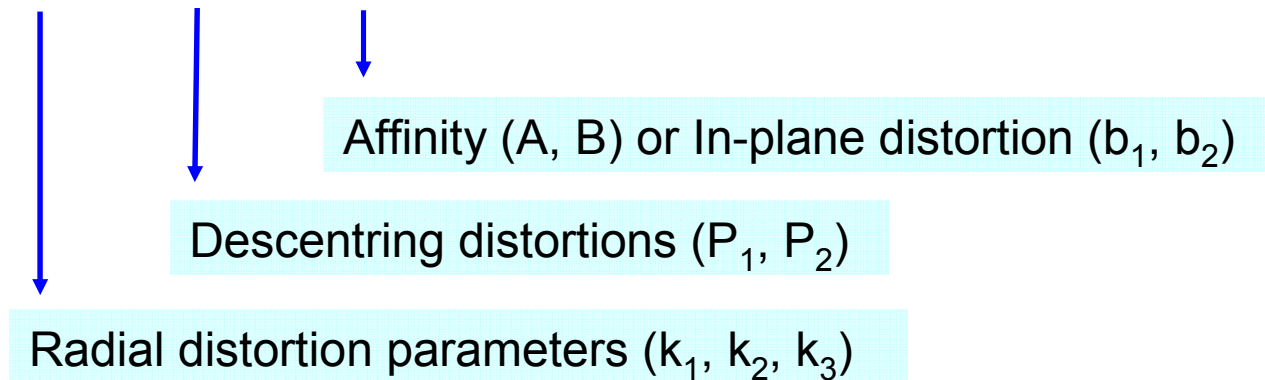 Affinity (A, B) or In-plane distortion (b₁, b₂)
Descentring distortions (P₁, P₂)
Radial distortion parameters (k₁, k₂, k₃)